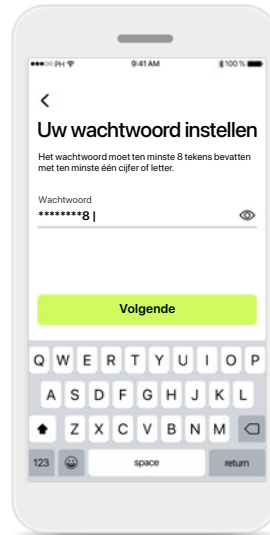 PH 9:41 AM 100%
Uw wachtwoord instellen
Het wachtwoord moet ten minste 8 tekens bevatten
met ten minste één cijfer of letter.
Wachtwoord
********8 |
Volgende
Q W E R T Y U I O P
A S D F G H J K L
Z X C V B N M
123 space return